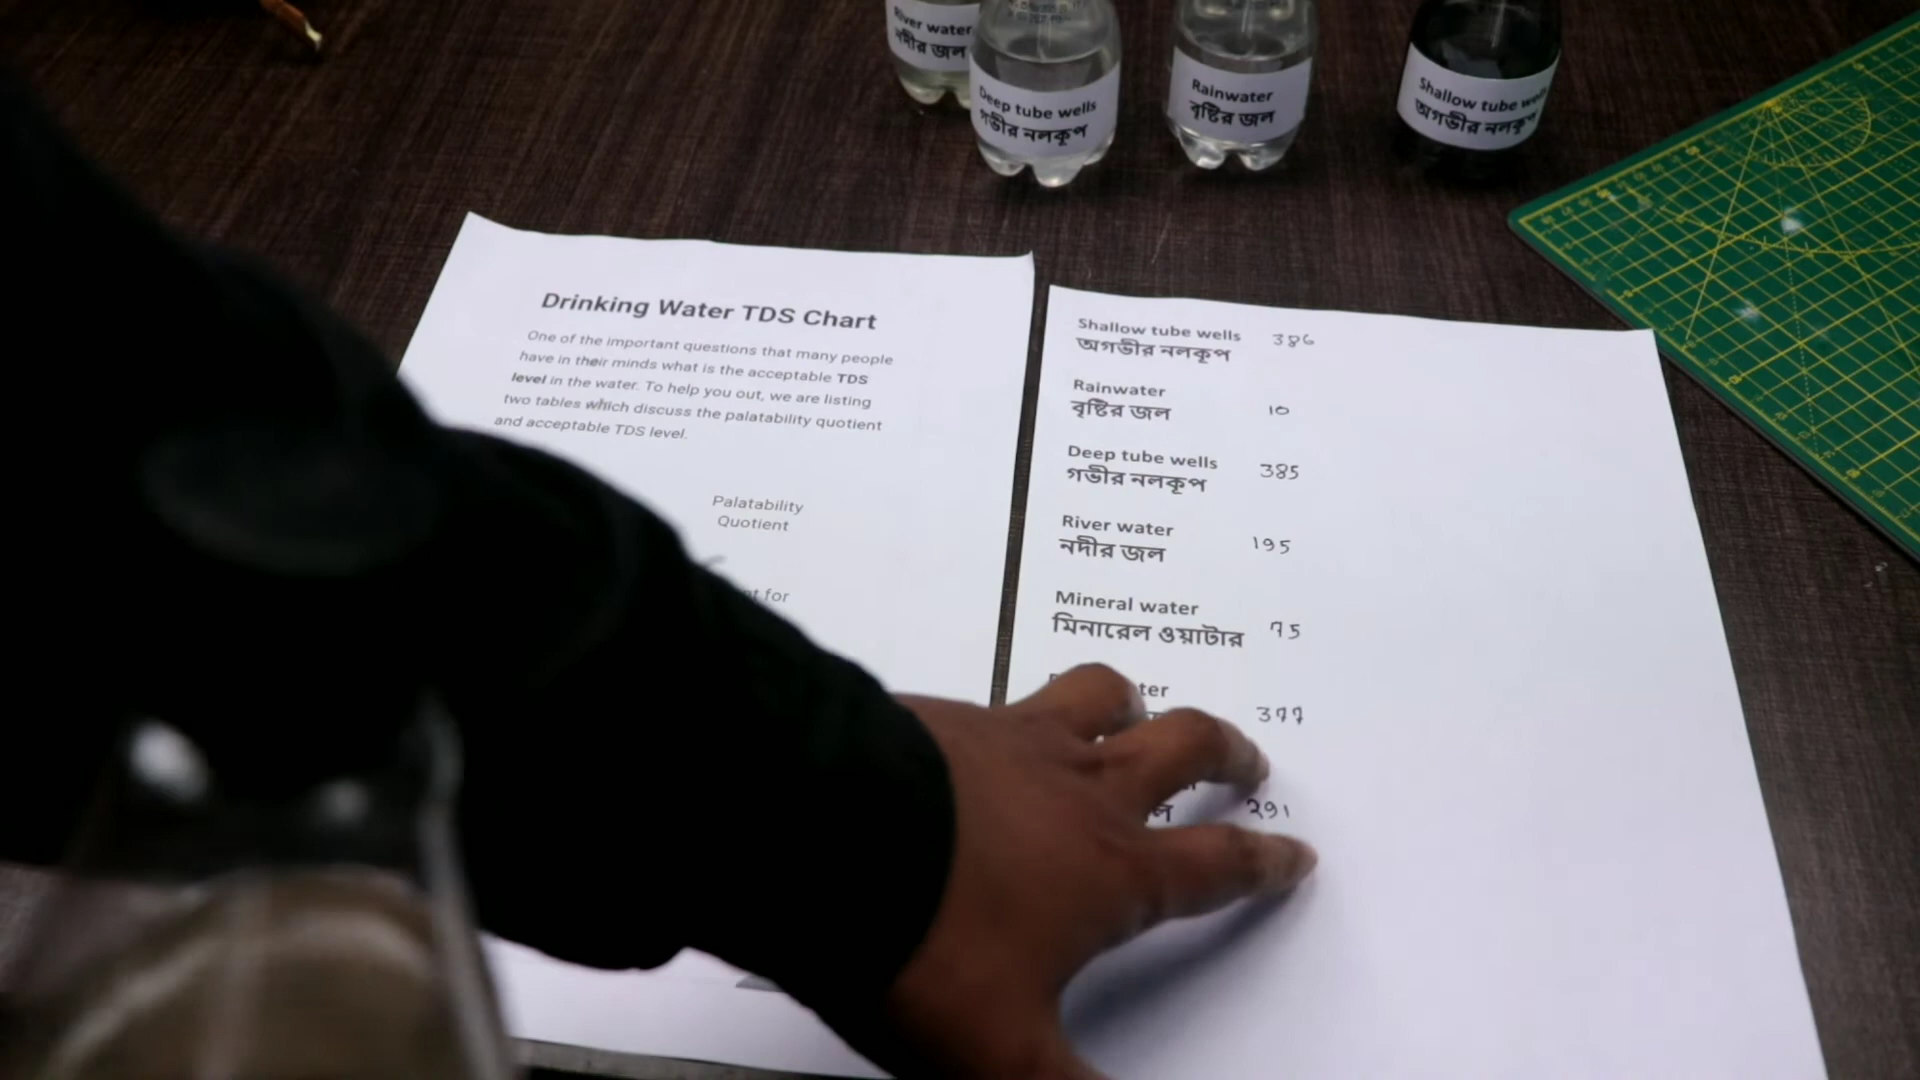 River water
নদীর জল
Deep tube wells
গভীর নলকূপ
Rainwater
বৃষ্টির জল
Shallow tube
অগভীর নলকূপ
Drinking Water TDS Chart
One of the important questions that many people
have in their minds what is the acceptable TDS
level in the water. To help you out, we are listing
two tables which discuss the palatability quotient
and acceptable TDS level.
Palatability
Quotient
for
Shallow tube wells 386
অগভীর নলকূপ
Rainwater
বৃষ্টির জল 10
Deep tube wells 385
গভীর নলকূপ
River water 195
নদীর জল
Mineral water
মিনারেল ওয়াটার 75
377
291